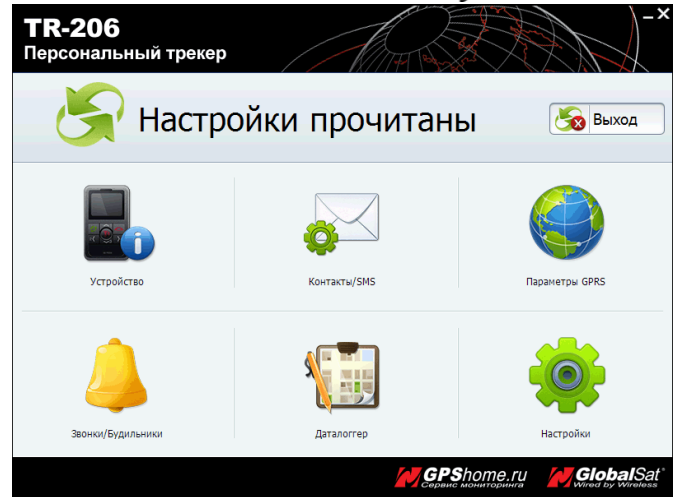 TR-206
Персональный трекер
Настройки прочитаны
Выход
Устройство
Контакты/SMS
Параметры GPRS
Звонки/Будильники
Даталоггер
Настройки
GPShome.ru
Сервис мониторинга
GlobalSat
Wired by Wireless